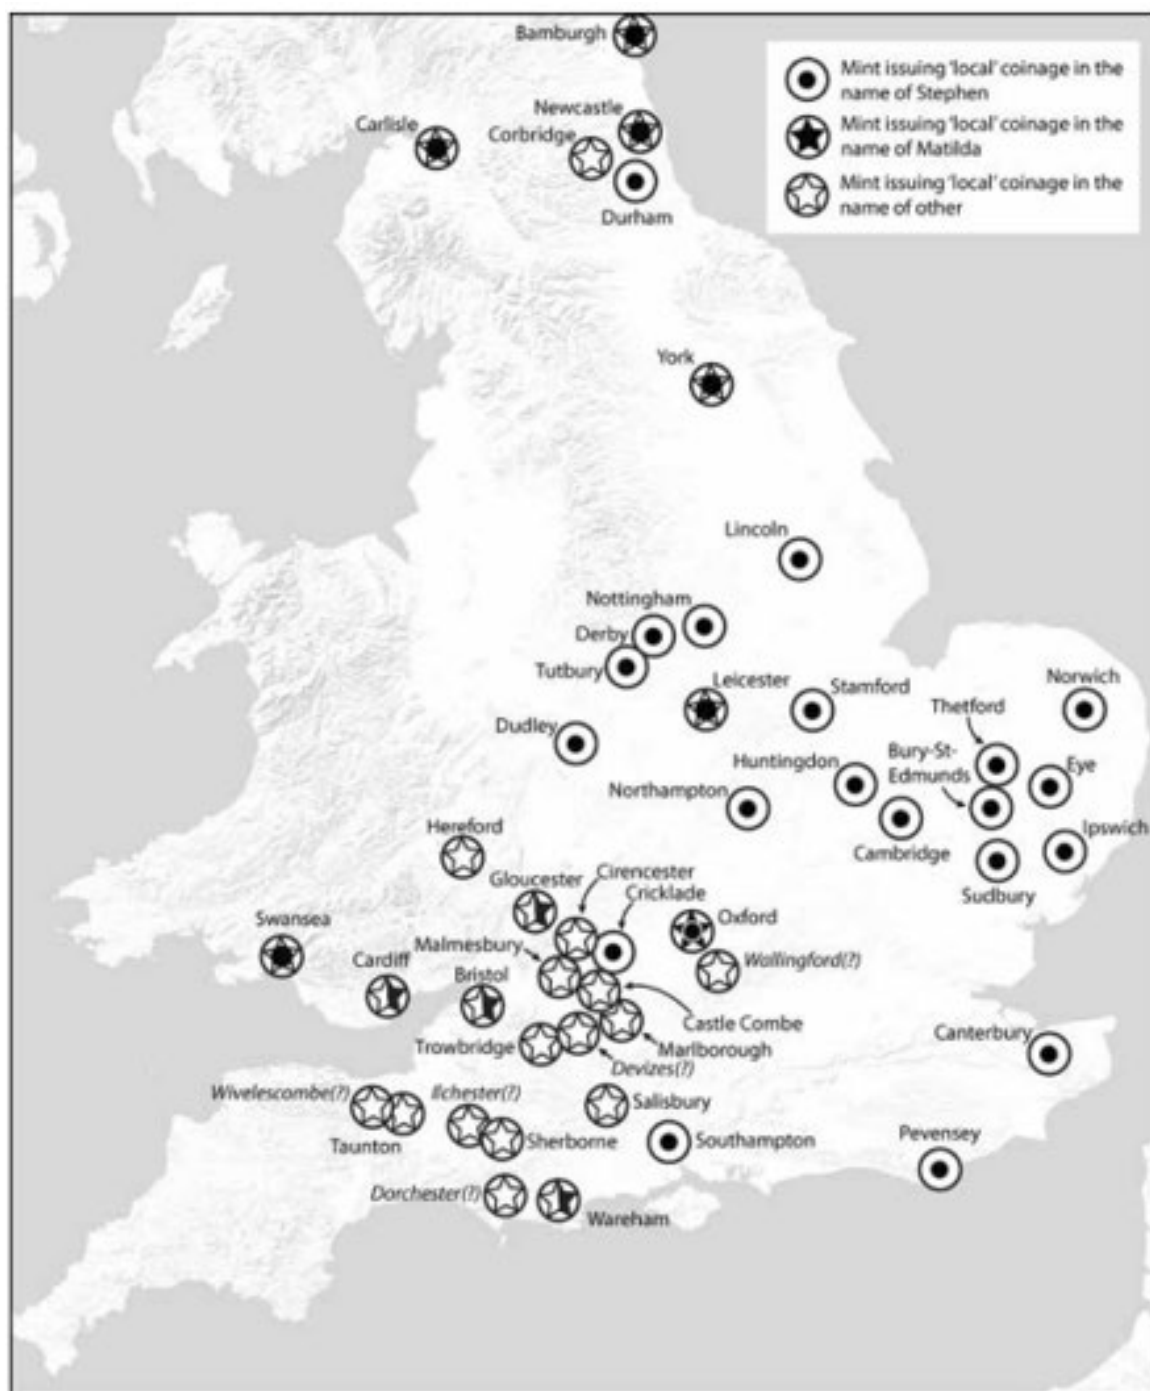 Bamburgh
Mint issuing 'local' coinage in the
name of Stephen
Mint issuing 'local' coinage in the
name of Matilda
Mint issuing 'local' coinage in the
name of other
Newcastle
Carlisle
Corbridge
Durham
York
Lincoln
Nottingham
Derby
Tutbury
Leicester
Stamford
Norwich
Thetford
Dudley
Bury-St-
Edmunds
Huntingdon
Eye
Northampton
Hereford
Cambridge
Ipswich
Cirencester
Gloucester
Cricklade
Sudbury
Swansea
Oxford
Malmesbury
Cardiff
Bristol
Wallingford(?)
Castle Combe
Canterbury
Trowbridge
Marlborough
Devizes(?)
Wivelescombe(?)
Ilchester(?)
Salisbury
Taunton
Sherborne
Southampton
Pevensey
Dorchester(?)
Wareham